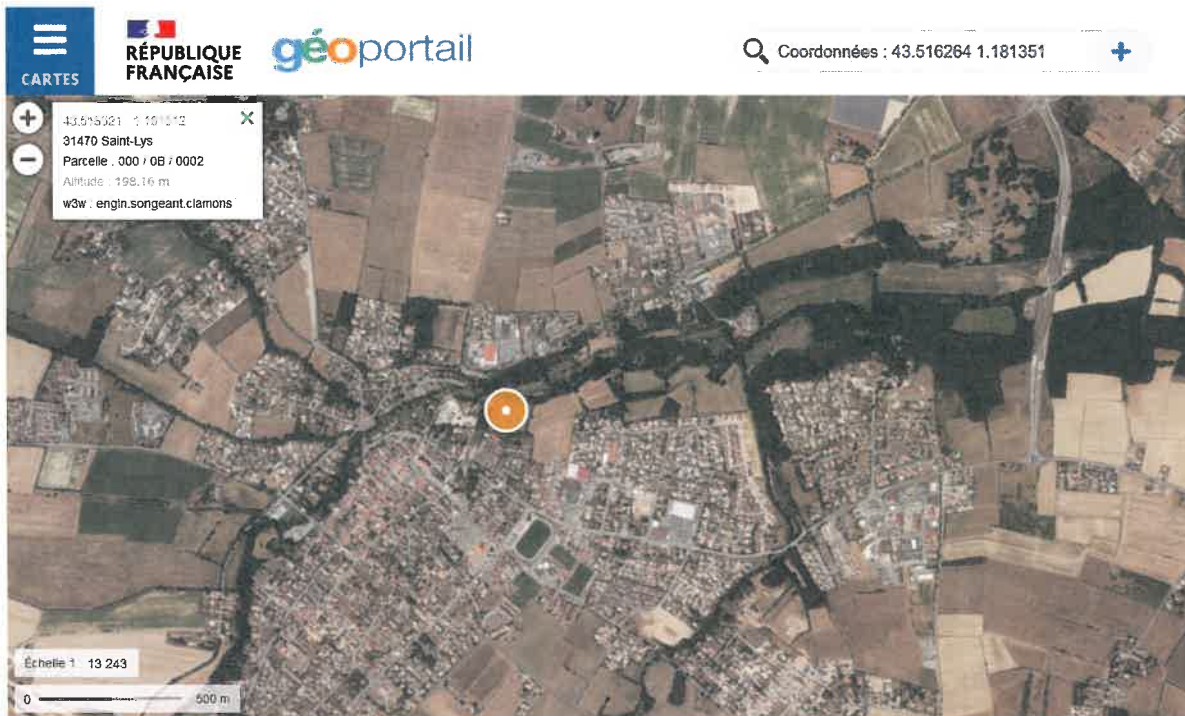 CARTES
RÉPUBLIQUE
FRANÇAISE
géoportail
Coordonnées : 43.516264 1.181351
31470 Saint-Lys
Parcelle : 000 / 0B / 0002
Altitude : 198.16 m
w3w : engin.songeant.clamons
Échelle 1 : 13 243
0 500 m